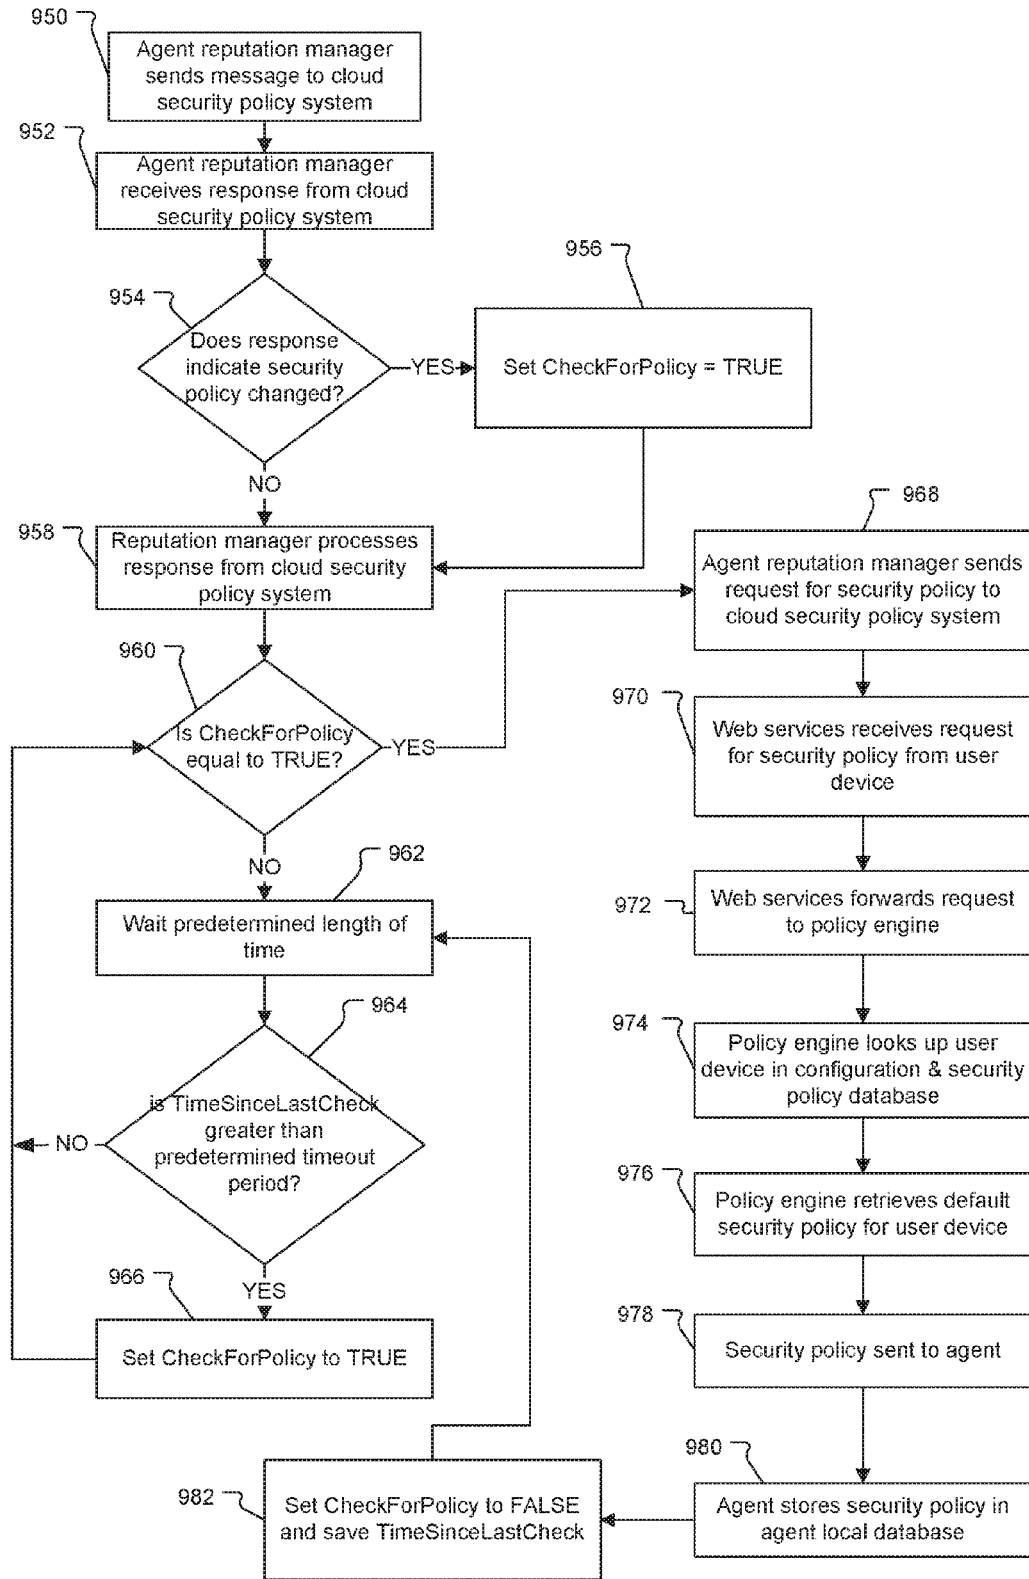 950
Agent reputation manager
sends message to cloud
security policy system
952
Agent reputation manager
receives response from cloud
security policy system
954
Does response
indicate security
policy changed?
YES
956
Set CheckForPolicy = TRUE
NO
958
Reputation manager processes
response from cloud security
policy system
960
Is CheckForPolicy
equal to TRUE?
YES
NO
962
Wait predetermined length of
time
964
is TimeSinceLastCheck
greater than
predetermined timeout
period?
NO
YES
966
Set CheckForPolicy to TRUE
968
Agent reputation manager sends
request for security policy to
cloud security policy system
970
Web services receives request
for security policy from user
device
972
Web services forwards request
to policy engine
974
Policy engine looks up user
device in configuration & security
policy database
976
Policy engine retrieves default
security policy for user device
978
Security policy sent to agent
980
Agent stores security policy in
agent local database
982
Set CheckForPolicy to FALSE
and save TimeSinceLastCheck